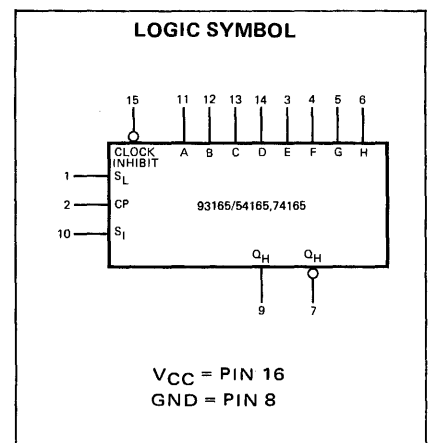 LOGIC SYMBOL
15 11 12 13 14 3 4 5 6
CLOCK INHIBIT A B C D E F G H
1 SL
2 CP
93165/54165,74165
10 SI
QH QH
9 7
VCC = PIN 16
GND = PIN 8